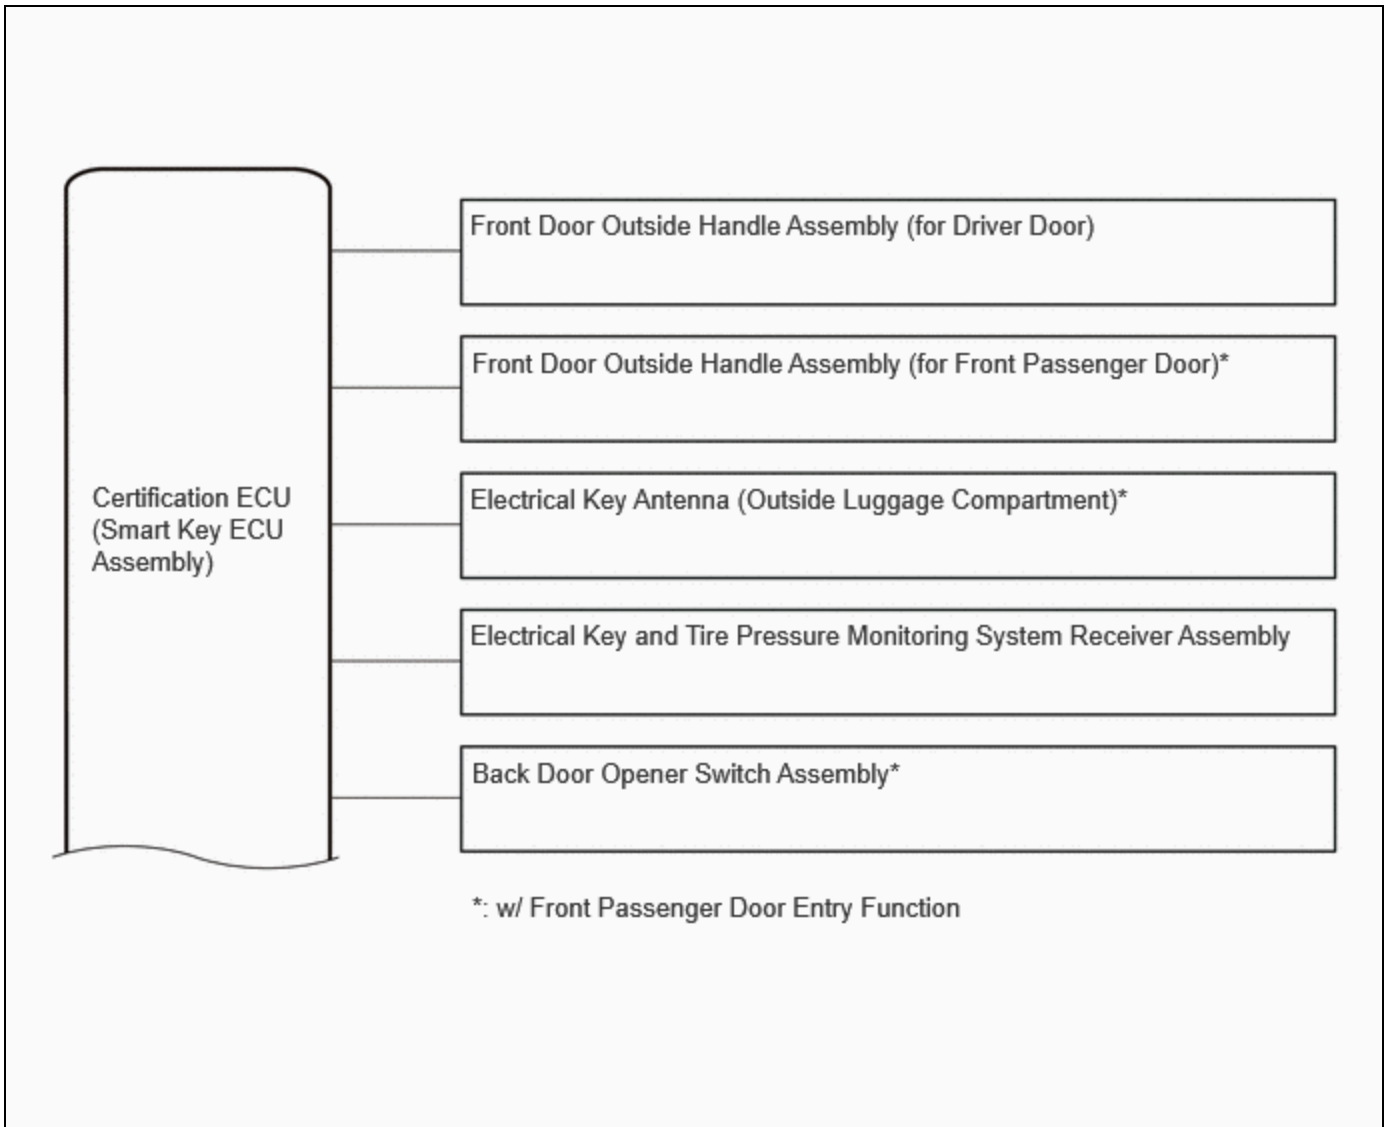 Front Door Outside Handle Assembly (for Driver Door)
Front Door Outside Handle Assembly (for Front Passenger Door)*
Certification ECU
(Smart Key ECU
Assembly)
Electrical Key Antenna (Outside Luggage Compartment)*
Electrical Key and Tire Pressure Monitoring System Receiver Assembly
Back Door Opener Switch Assembly*
*: w/ Front Passenger Door Entry Function